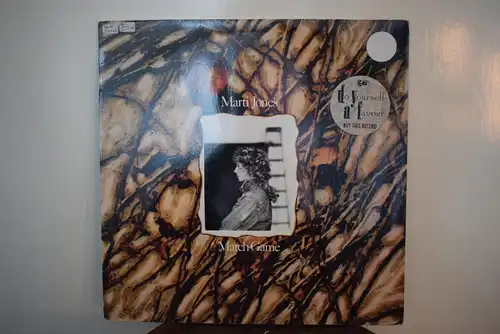 Marti Jones
do yourself
a favour
BUY THIS RECORD
Match Game